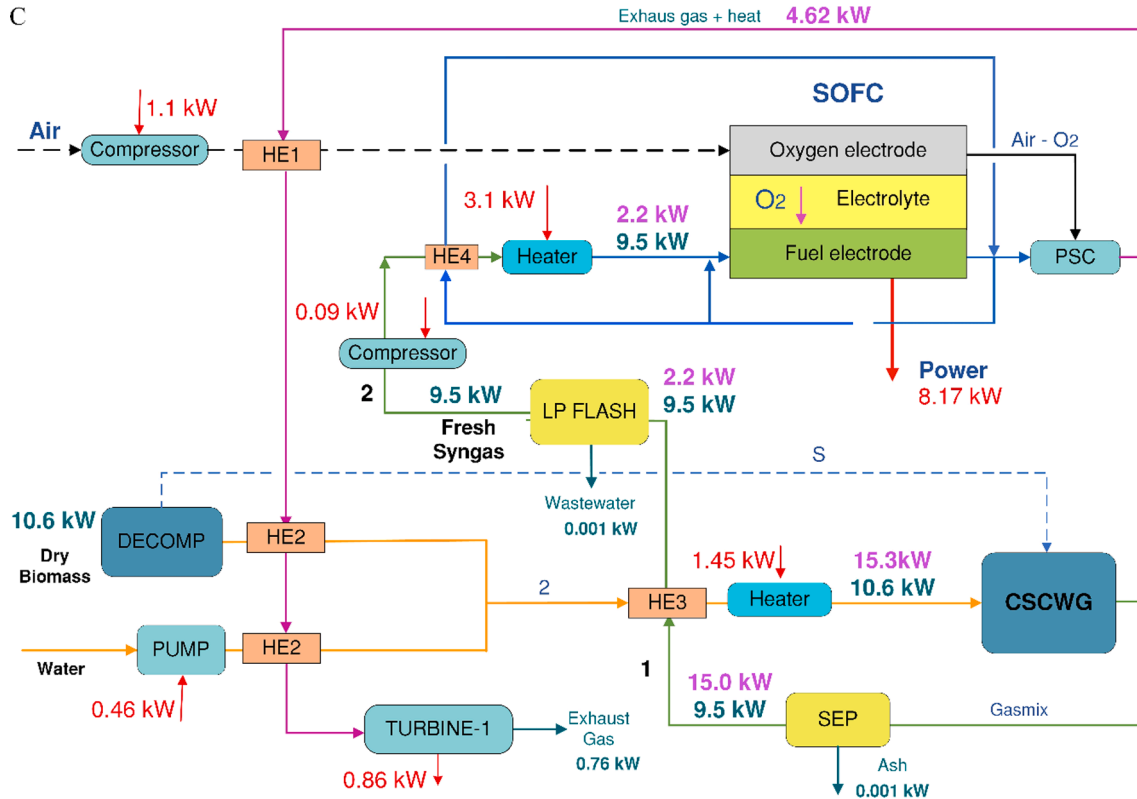 C
Exhaus gas + heat 4.62 kW
1.1 kW
SOFC
Air
Compressor
HE1
Oxygen electrode
Air - O2
3.1 kW
2.2 kW
9.5 kW
O2
Electrolyte
HE4
Heater
Fuel electrode
PSC
0.09 kW
Compressor
2
9.5 kW
Fresh
Syngas
LP FLASH
2.2 kW
9.5 kW
Power
8.17 kW
S
Wastewater
0.001 kW
10.6 kW
Dry
Biomass
DECOMP
HE2
2
HE3
1.45 kW
Heater
15.3kW
10.6 kW
CSCWG
Water
PUMP
HE2
0.46 kW
1
15.0 kW
9.5 kW
SEP
Gasmix
TURBINE-1
Exhaust
Gas
0.76 kW
0.86 kW
Ash
0.001 kW